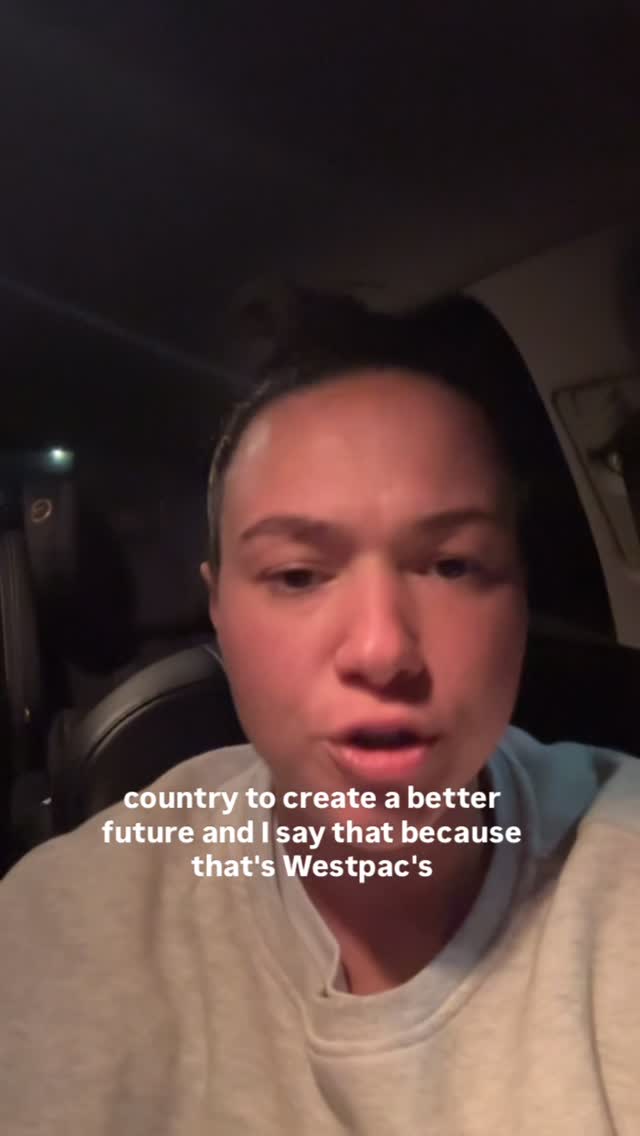 country to create a better
future and I say that because
that's Westpac's